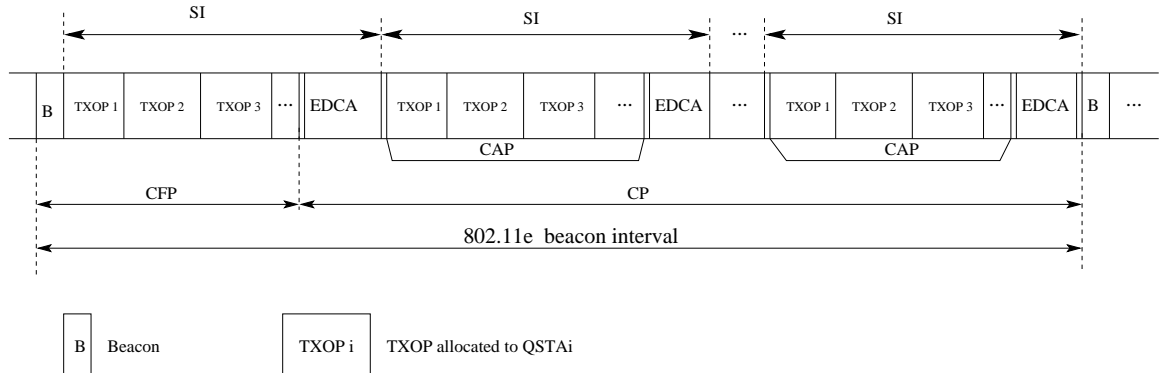 SI SI ... SI
B TXOP 1 TXOP 2 TXOP 3 ... EDCA TXOP 1 TXOP 2 TXOP 3 ... EDCA ... TXOP 1 TXOP 2 TXOP 3 ... EDCA B ...
CAP CAP
CFP CP
802.11e beacon interval
B Beacon TXOP i TXOP allocated to QSTAi